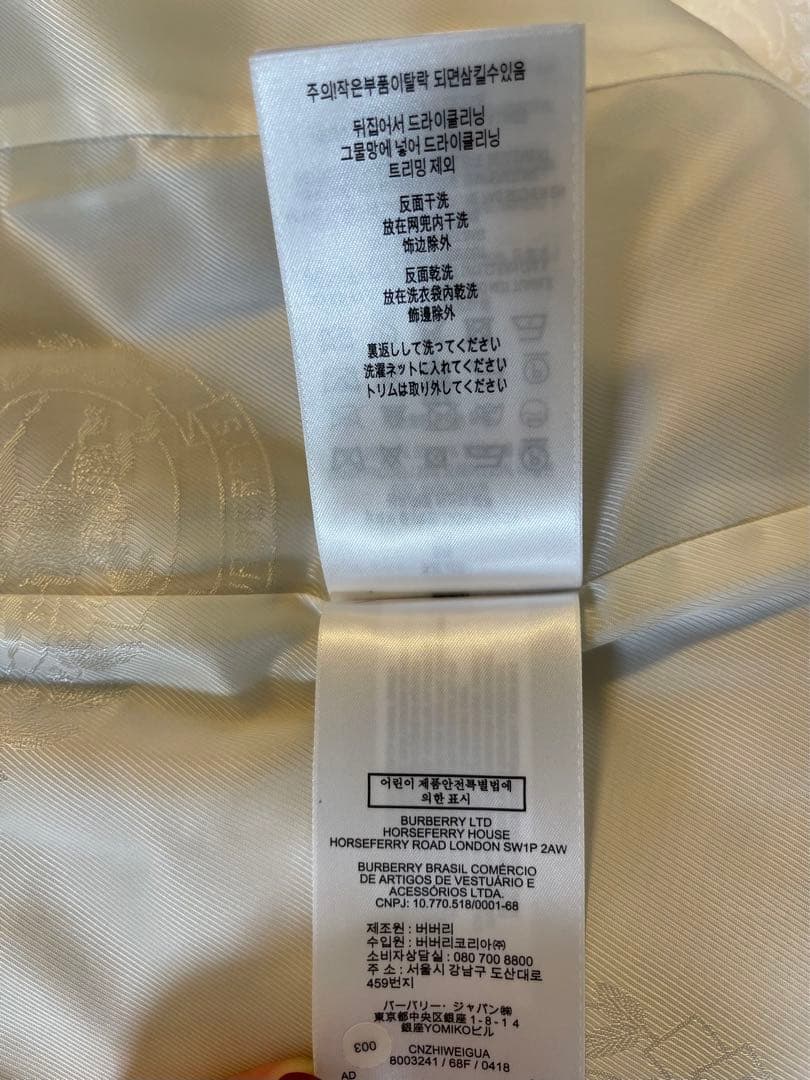 주의!작은부품이탈락 되면삼킬수있음
뒤집어서 드라이클리닝
그물망에 넣어 드라이클리닝
트리밍 제외
反面干洗
放在网兜内干洗
饰边除外
反面乾洗
放在洗衣袋內乾洗
飾邊除外
裏返しして洗ってください
洗濯ネットに入れてください
トリムは取り外してください
어린이 제품안전특별법에
의한 표시
BURBERRY LTD
HORSEFERRY HOUSE
HORSEFERRY ROAD LONDON SW1P 2AW
BURBERRY BRASIL COMÉRCIO
DE ARTIGOS DE VESTUÁRIO E
ACESSÓRIOS LTDA.
CNPJ: 10.770.518/0001-68
제조원 : 버버리
수입원 : 버버리코리아㈜
소비자상담실 : 080 700 8800
주 소 : 서울시 강남구 도산대로
459번지
バーバリー・ジャパン㈱
東京都中央区銀座1-8-14
銀座YOMIKOビル
003
CNZHIWEIGUA
8003241 / 68F / 0418
AD